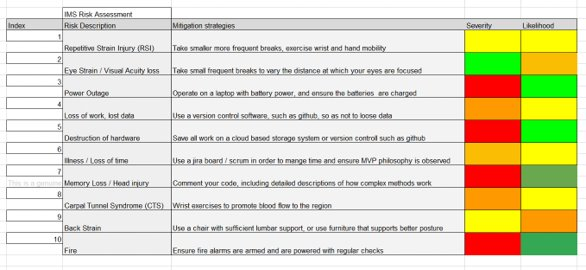 IMS Risk Assessment
Index Risk Description Mitigation strategies Severity Likelihood
1 Repetitive Strain Injury (RSI) Take smaller more frequent breaks, exercise wrist and hand mobility
2 Eye Strain / Visual Acuity loss Take small frequent breaks to vary the distance at which your eyes are focused
3 Power Outage Operate on a laptop with battery power, and ensure the batteries are charged
4 Loss of work, lost data Use a version control software, such as github, so as not to loose data
5 Destruction of hardware Save all work on a cloud based storage system or version controll such as github
6 Illness / Loss of time Use a jira board / scrum in order to mange time and ensure MVP philosophy is observed
7 This is a genuine Memory Loss / Head injury Comment your code, including detailed descriptions of how complex methods work
8 Carpal Tunnel Syndrome (CTS) Wrist exercises to promote blood flow to the region
9 Back Strain Use a chair with sufficient lumbar support, or use furniture that supports better posture
10 Fire Ensure fire alarms are armed and are powered with regular checks